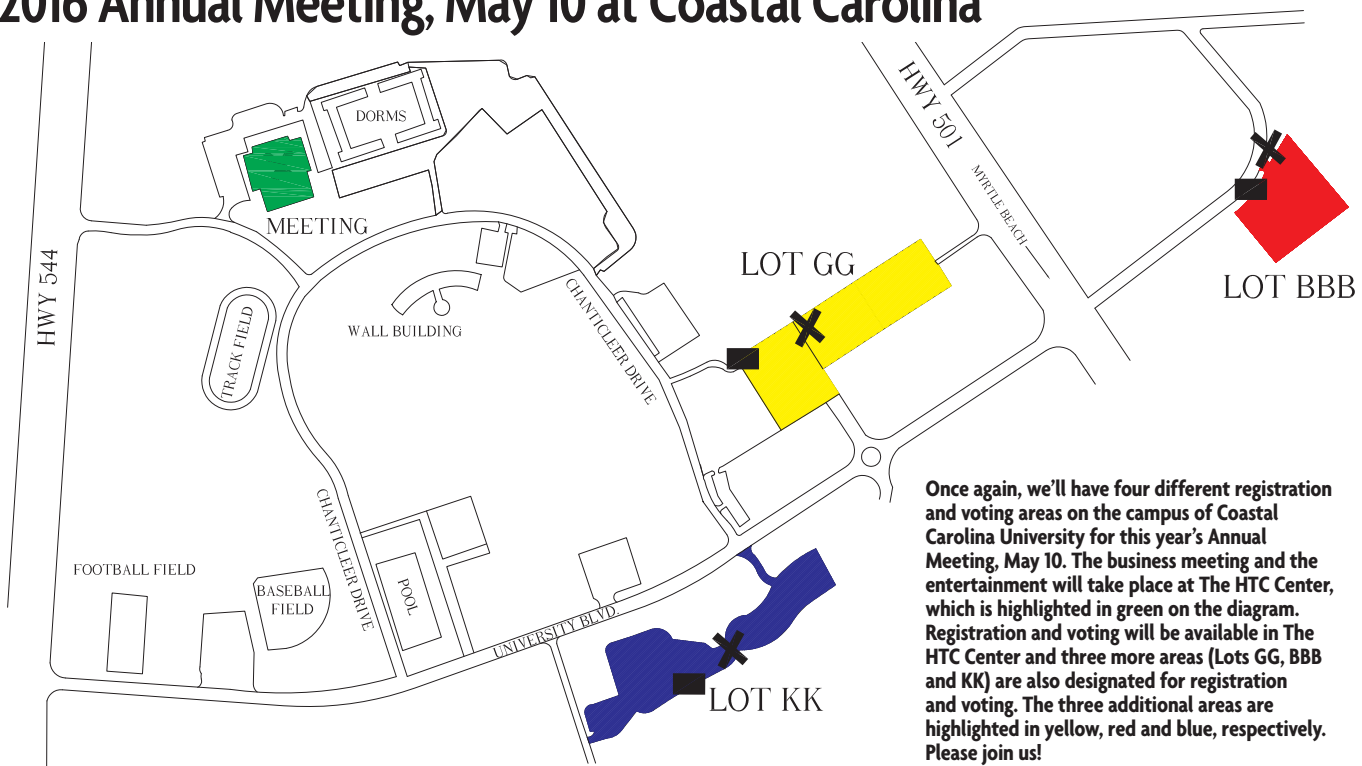 2016 Annual Meeting, May 10 at Coastal Carolina
HWY 544
DORMS
MEETING
HWY 501
MYRTLE BEACH
LOT BBB
LOT GG
WALL BUILDING
CHANTICLEER DRIVE
TRACK FIELD
CHANTICLEER DRIVE
FOOTBALL FIELD
BASEBALL
FIELD
POOL
UNIVERSITY BLVD.
LOT KK
Once again, we’ll have four different registration
and voting areas on the campus of Coastal
Carolina University for this year’s Annual
Meeting, May 10. The business meeting and the
entertainment will take place at The HTC Center,
which is highlighted in green on the diagram.
Registration and voting will be available in The
HTC Center and three more areas (Lots GG, BBB
and KK) are also designated for registration
and voting. The three additional areas are
highlighted in yellow, red and blue, respectively.
Please join us!